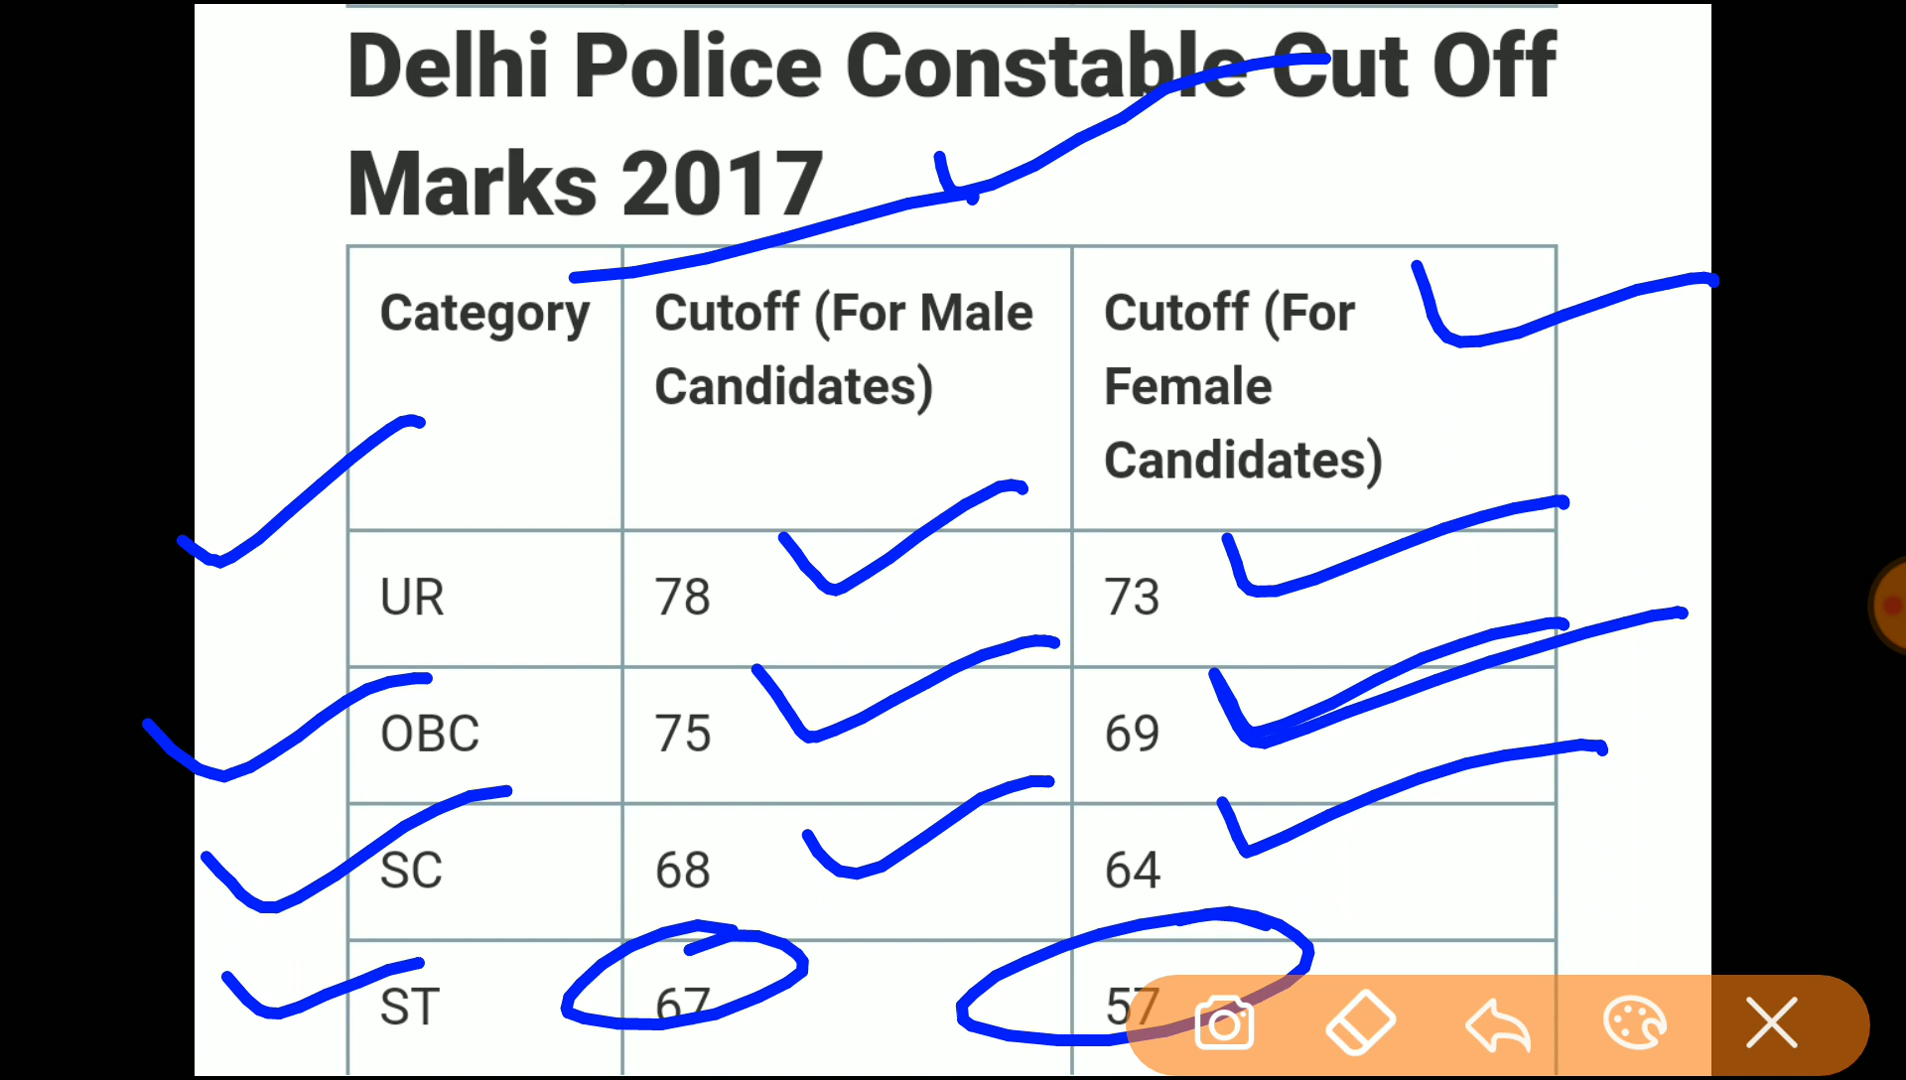 Delhi Police Constable Cut Off
Marks 2017
Category Cutoff (For Male Candidates) Cutoff (For Female Candidates)
UR 78 73
OBC 75 69
SC 68 64
ST 67 57